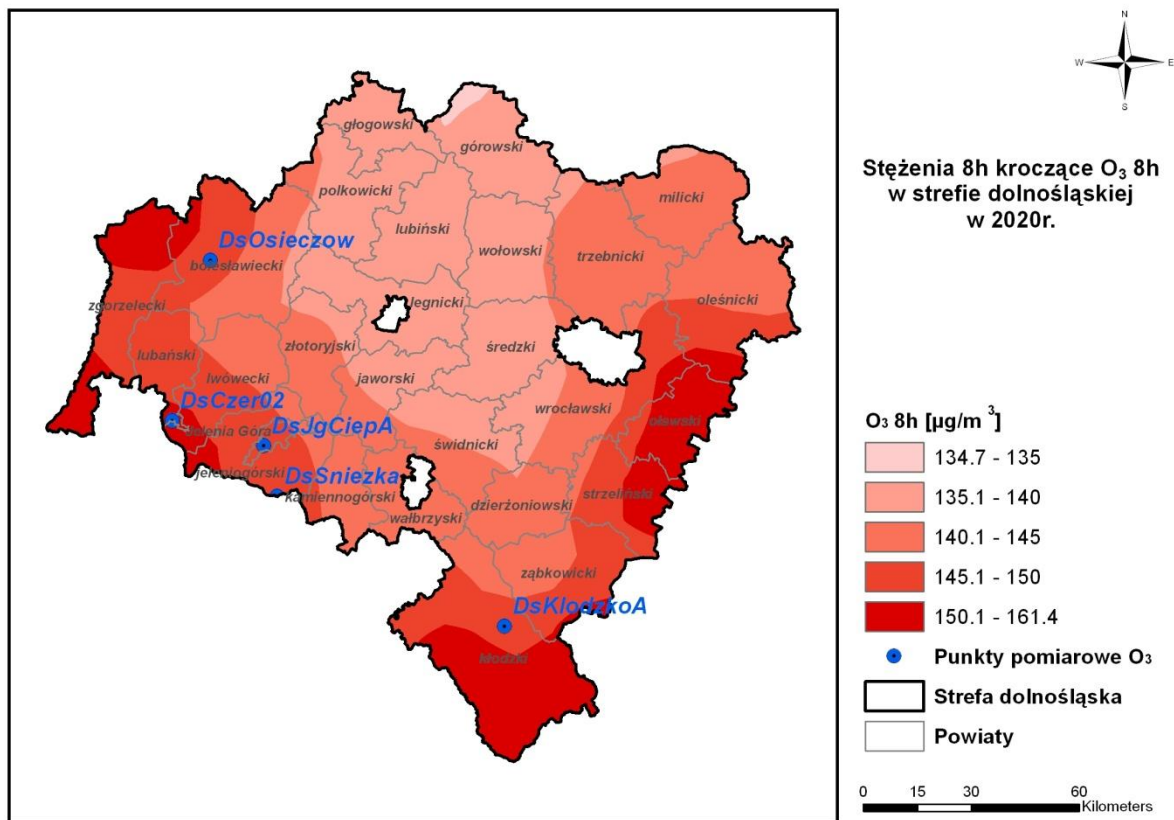 N
W E
S
Stężenia 8h kroczące O₃ 8h
w strefie dolnośląskiej
w 2020r.
głogowski
górowski
polkowicki
milicki
lubiński
wołowski
trzebnicki
DsOsieczow
bolesławiecki
oleśnicki
zgorzelecki
legnicki
złotoryjski
średzki
lubański
lwówecki
jaworski
DsCzer02
wrocławski
oławski
Jelenia Góra
DsJgCiepA
świdnicki
jeleniogórski
DsSniezka
kamiennogórski
strzeliński
dzierżoniowski
wałbrzyski
ząbkowicki
DsKlodzkoA
kłodzki
O₃ 8h [µg/m³]
134.7 - 135
135.1 - 140
140.1 - 145
145.1 - 150
150.1 - 161.4
Punkty pomiarowe O₃
Strefa dolnośląska
Powiaty
0 15 30 60
Kilometers